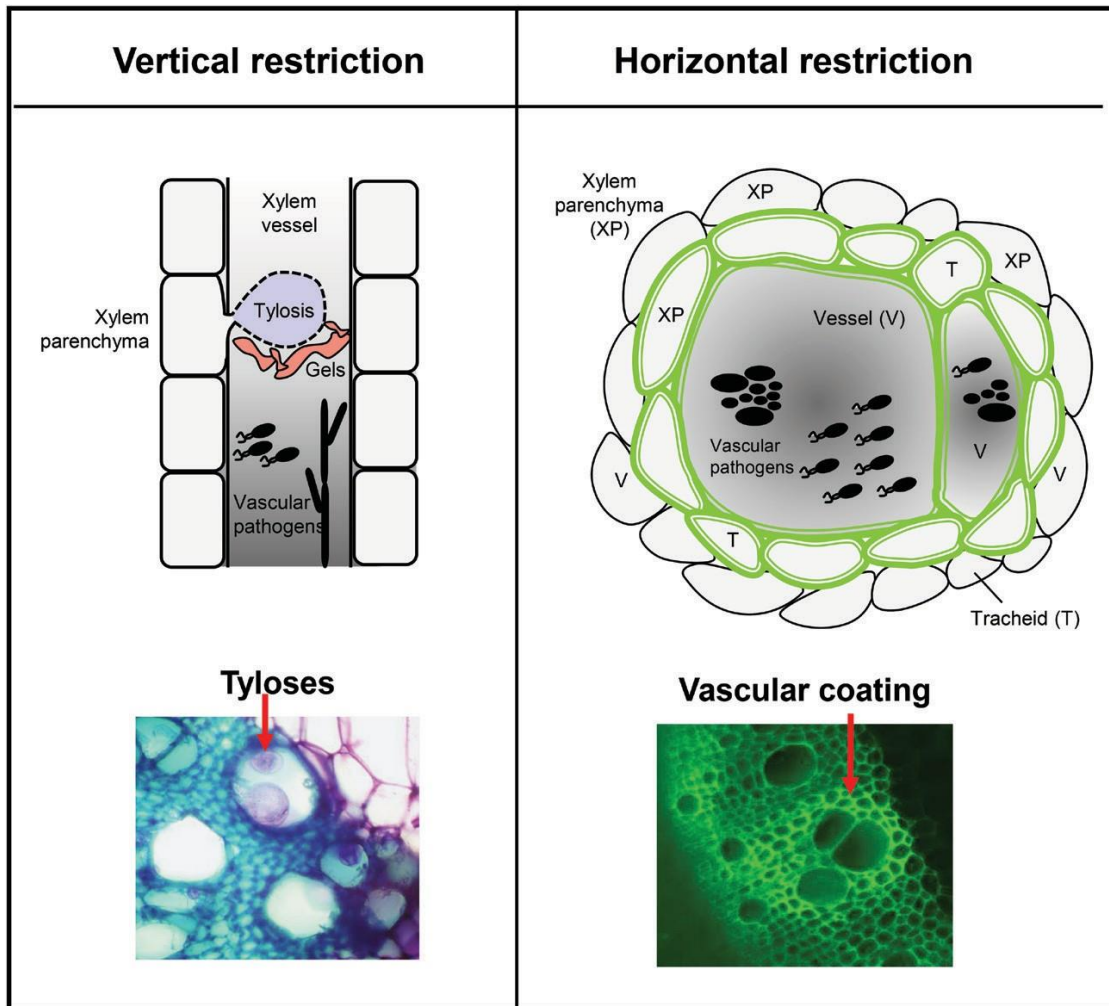 Vertical restriction
Horizontal restriction
Xylem
vessel
Tylosis
Xylem
parenchyma
Gels
Vascular
pathogens
Xylem
parenchyma
(XP)
XP
XP
T
XP
Vessel (V)
Vascular
pathogens
V
V
V
T
Tracheid (T)
Tyloses
Vascular coating